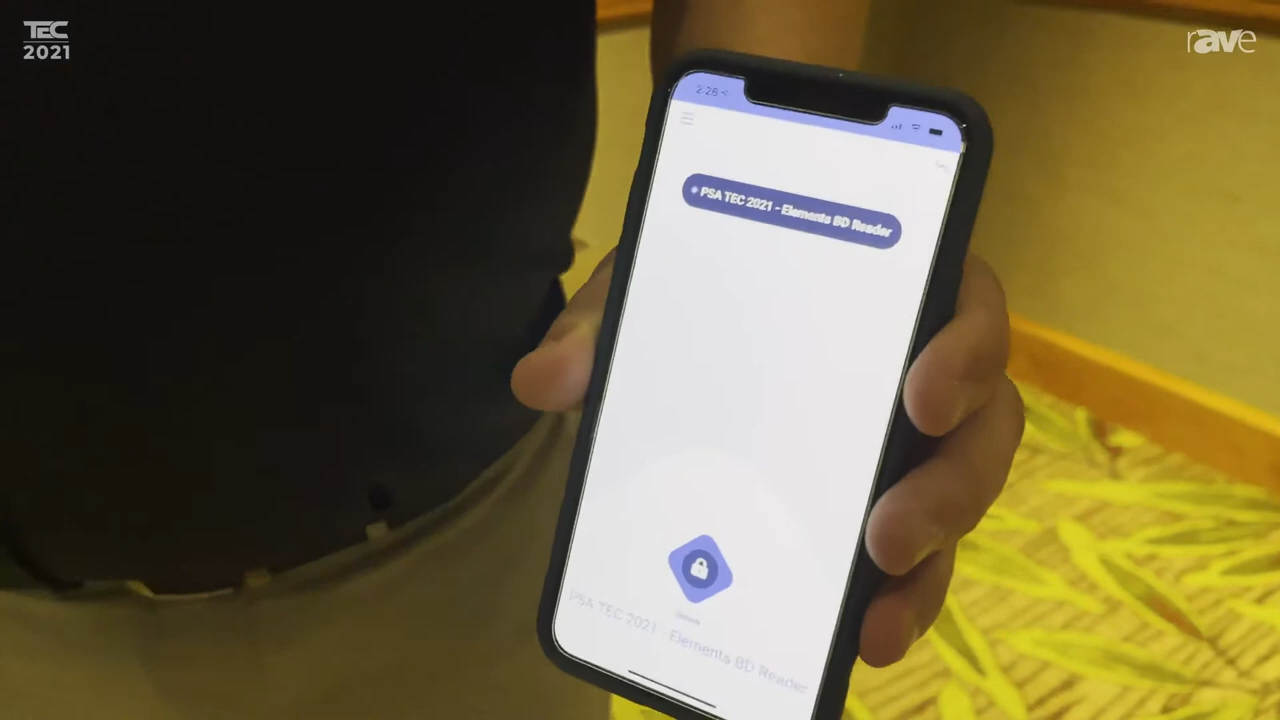 TEC
2021
rAVe
2:26
PSA TEC 2021 - Elements BD Reader
PSA TEC 2021 - Elements BD Reader